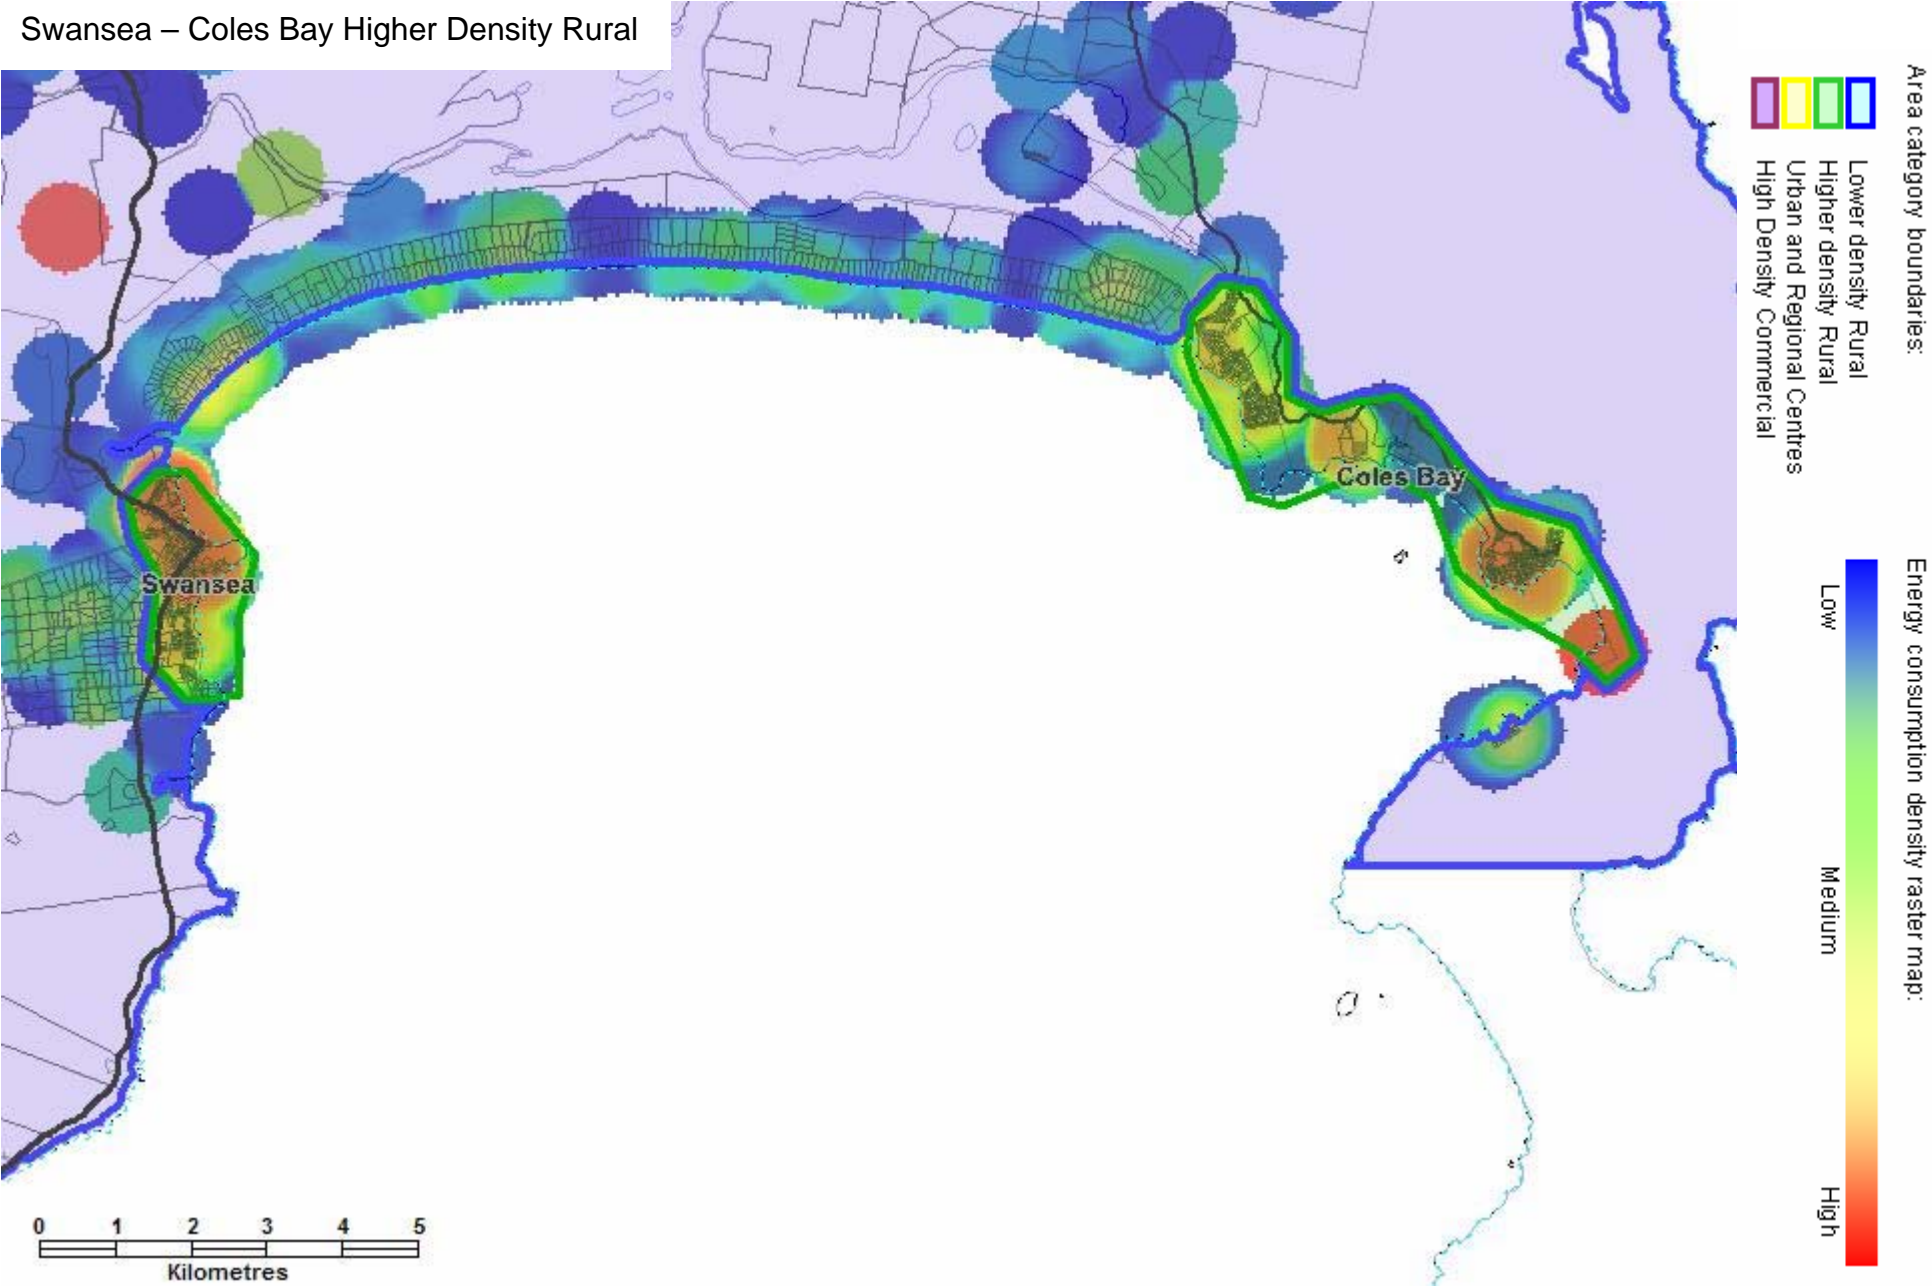 Swansea – Coles Bay Higher Density Rural
Area category boundaries:
Lower density Rural
Higher density Rural
Urban and Regional Centres
High Density Commercial
Energy consumption density raster map:
Low
Medium
High
Coles Bay
Swansea
0 1 2 3 4 5
Kilometres